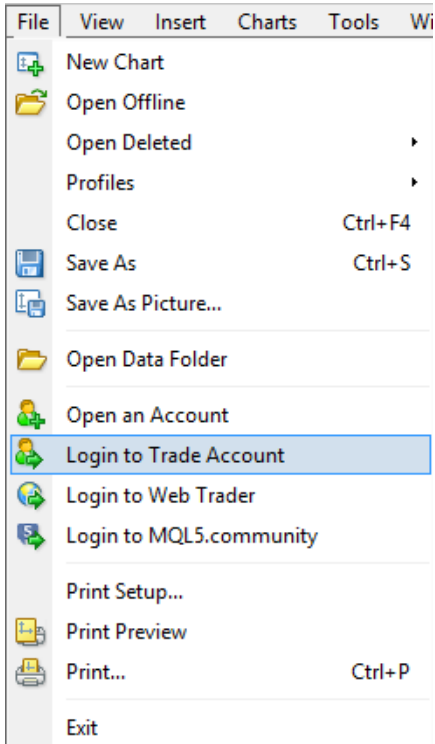 File View Insert Charts Tools Wi
New Chart
Open Offline
Open Deleted
Profiles
Close Ctrl+F4
Save As Ctrl+S
Save As Picture...
Open Data Folder
Open an Account
Login to Trade Account
Login to Web Trader
Login to MQL5.community
Print Setup...
Print Preview
Print... Ctrl+P
Exit